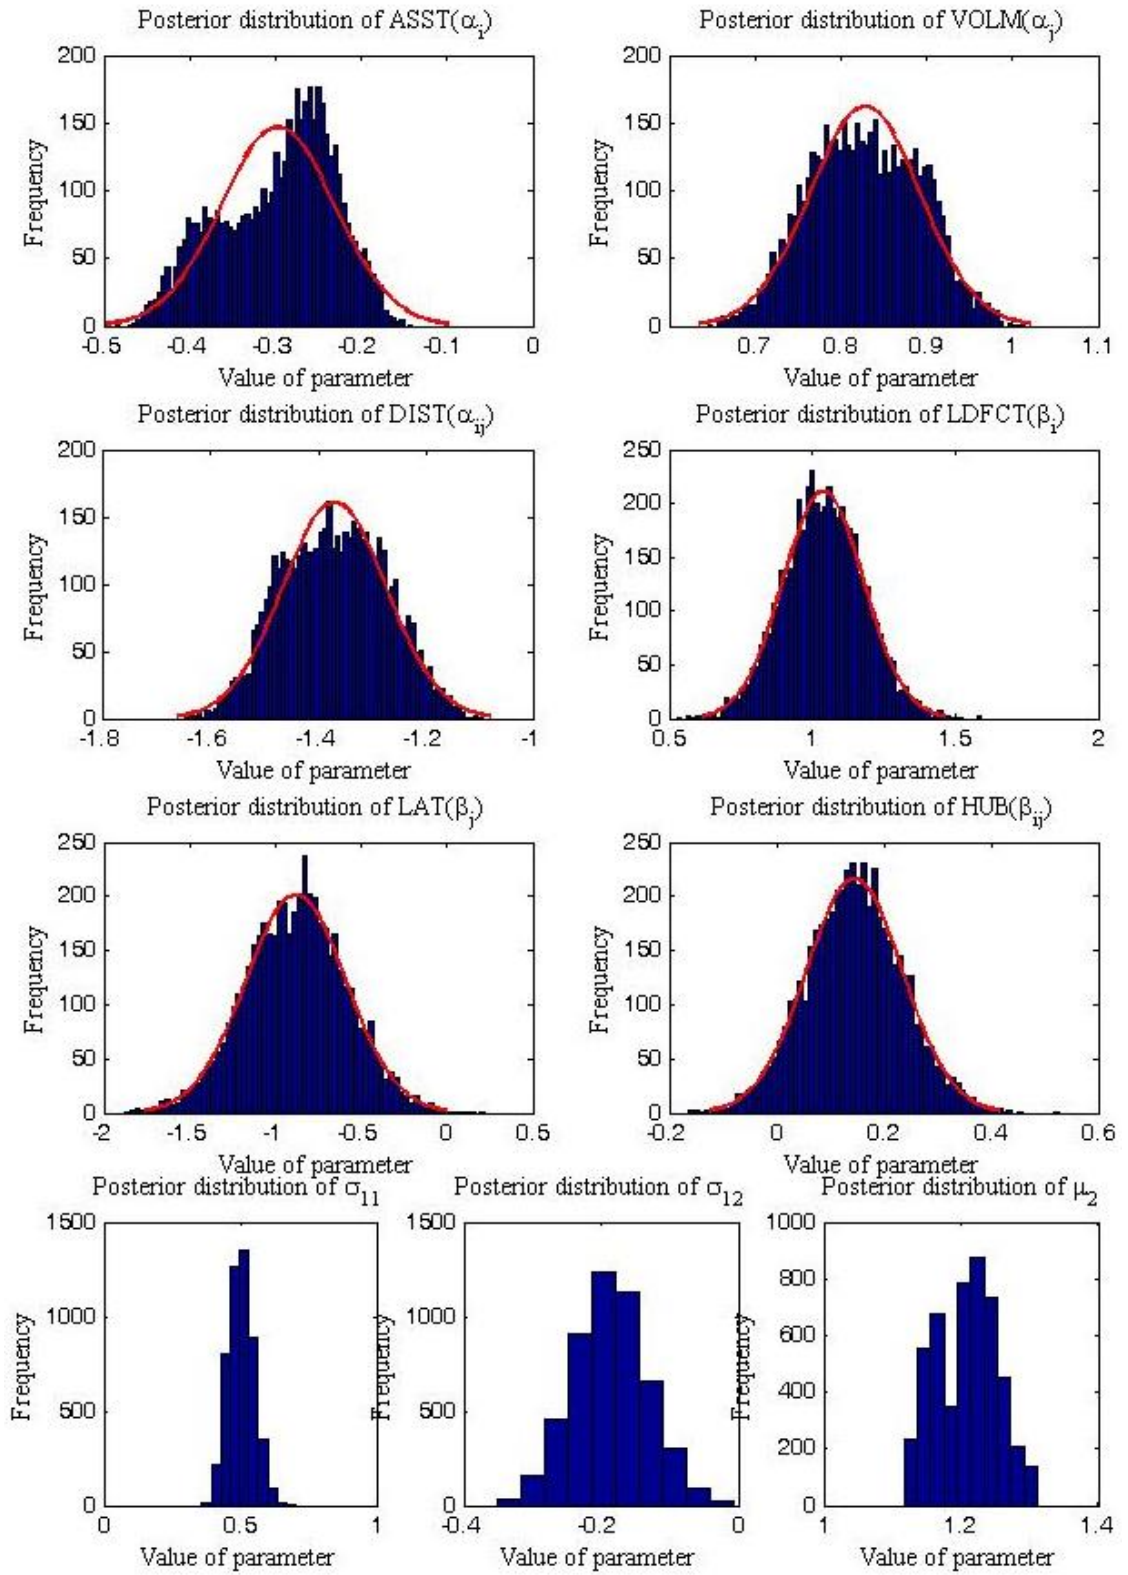 Posterior distribution of ASST(αᵢ)
Posterior distribution of VOLM(αⱼ)
200
150
100
50
0
Frequency
-0.5 -0.4 -0.3 -0.2 -0.1 0
Value of parameter
200
150
100
50
0
Frequency
0.7 0.8 0.9 1 1.1
Value of parameter
Posterior distribution of DIST(αᵢⱼ)
Posterior distribution of LDFCT(βᵢ)
200
150
100
50
0
Frequency
-1.8 -1.6 -1.4 -1.2 -1
Value of parameter
250
200
150
100
50
0
Frequency
0.5 1 1.5 2
Value of parameter
Posterior distribution of LAT(βⱼ)
Posterior distribution of HUB(βᵢⱼ)
250
200
150
100
50
0
Frequency
-2 -1.5 -1 -0.5 0 0.5
Value of parameter
250
200
150
100
50
0
Frequency
-0.2 0 0.2 0.4 0.6
Value of parameter
Posterior distribution of σ₁₁
Posterior distribution of σ₁₂
Posterior distribution of μ₂
1500
1000
500
0
Frequency
0 0.5 1
Value of parameter
1500
1000
500
0
Frequency
-0.4 -0.2 0
Value of parameter
1000
800
600
400
200
0
Frequency
1 1.2 1.4
Value of parameter